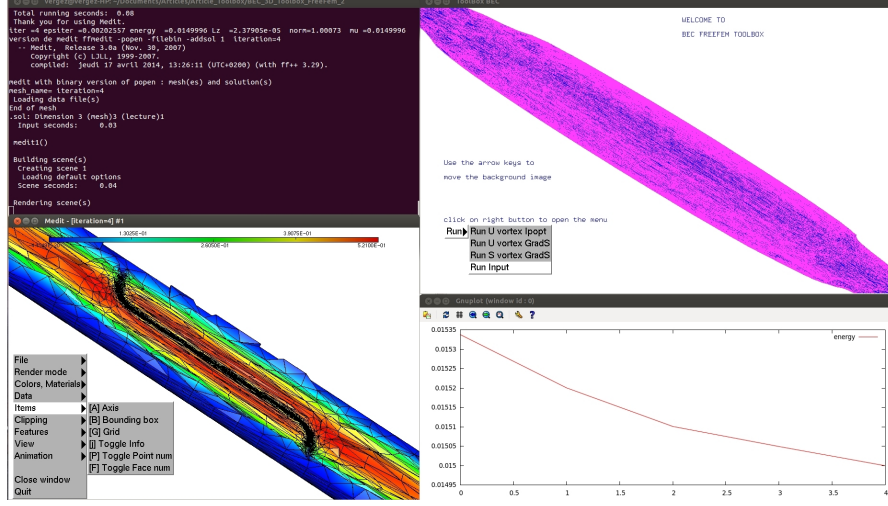 vergez@vergez-HP: ~/Documents/Articles/Article_Toolbox/BEC_3D_Toolbox_FreeFem_2
Total running seconds:  0.08
Thank you for using Medit.
iter =4 epsiter =0.00202557 energy  =0.0149996 Lz  =2.37905e-05  norm=1.00073  mu =0.0149996
version de medit ffmedit -popen -filebin -addsol 1  iteration=4
-- Medit,  Release 3.0a (Nov. 30, 2007)
Copyright (c) LJLL, 1999-2007.
compiled:  jeudi 17 avril 2014, 13:26:11 (UTC+0200) (with ff++ 3.29).
medit with binary version of popen : mesh(es) and solution(s)
mesh_name= iteration=4
Loading data file(s)
End of mesh
.sol: Dimension 3 (mesh)3 (lecture)1
Input seconds:     0.03
medit1()
Building scene(s)
Creating scene 1
Loading default options
Scene seconds:     0.04
Rendering scene(s)
Toolbox BEC
WELCOME TO
BEC FREEFEM TOOLBOX
Use the arrow keys to
move the background image
click on right button to open the menu
Run
Run U vortex Ipopt
Run U vortex GradS
Run S vortex GradS
Run Input
Medit - [iteration=4] #1
1.3025E-01
3.9075E-01
2.6050E-01
5.2100E-01
File
Render mode
Colors, Materials
Data
Items
Clipping
Features
View
Animation
Close window
Quit
[A] Axis
[B] Bounding box
[G] Grid
[j] Toggle Info
[P] Toggle Point num
[F] Toggle Face num
Gnuplot (window id : 0)
?
energy
0.01535
0.0153
0.01525
0.0152
0.01515
0.0151
0.01505
0.015
0.01495
0
0.5
1
1.5
2
2.5
3
3.5
4